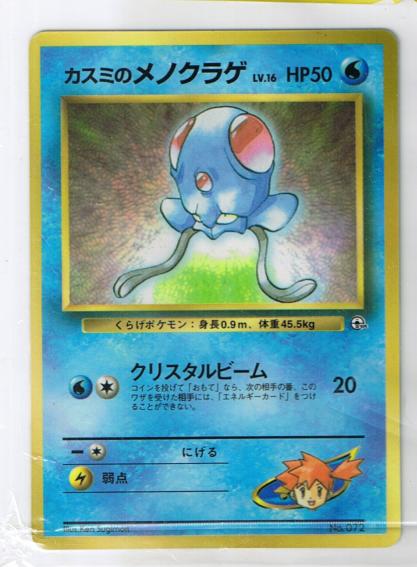 カスミのメノクラゲ LV.16 HP50
くらげポケモン：身長0.9m、体重45.5kg
クリスタルビーム 20
コインを投げて「おもて」なら、次の相手の番、この
ワザを受けた相手には、「エネルギーカード」をつけ
ることができない。
にげる
弱点
Illus. Ken Sugimori No. 072